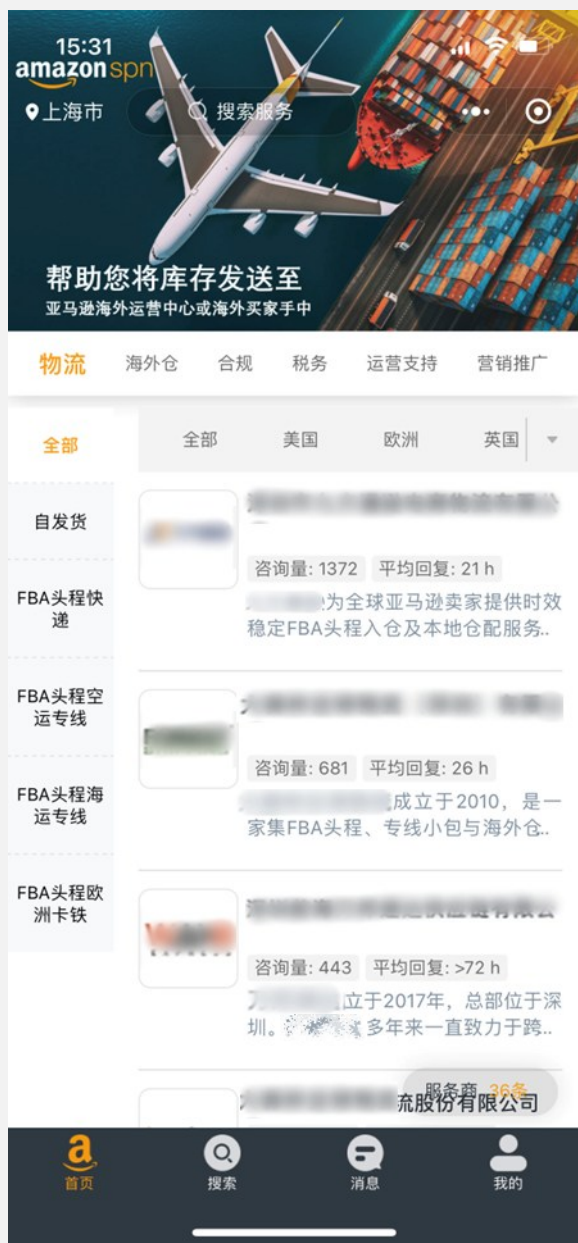 15:31
amazon spn
上海市
搜索服务
帮助您将库存发送至
亚马逊海外运营中心或海外买家手中
物流 海外仓 合规 税务 运营支持 营销推广
全部
自发货
FBA头程快
递
FBA头程空
运专线
FBA头程海
运专线
FBA头程欧
洲卡铁
全部 美国 欧洲 英国
咨询量: 1372 平均回复: 21 h
为全球亚马逊卖家提供时效
稳定FBA头程入仓及本地仓配服务..
咨询量: 681 平均回复: 26 h
成立于2010，是一
家集FBA头程、专线小包与海外仓..
咨询量: 443 平均回复: >72 h
立于2017年，总部位于深
圳。 多年来一直致力于跨..
服务商 36条
流股份有限公司
首页 搜索 消息 我的